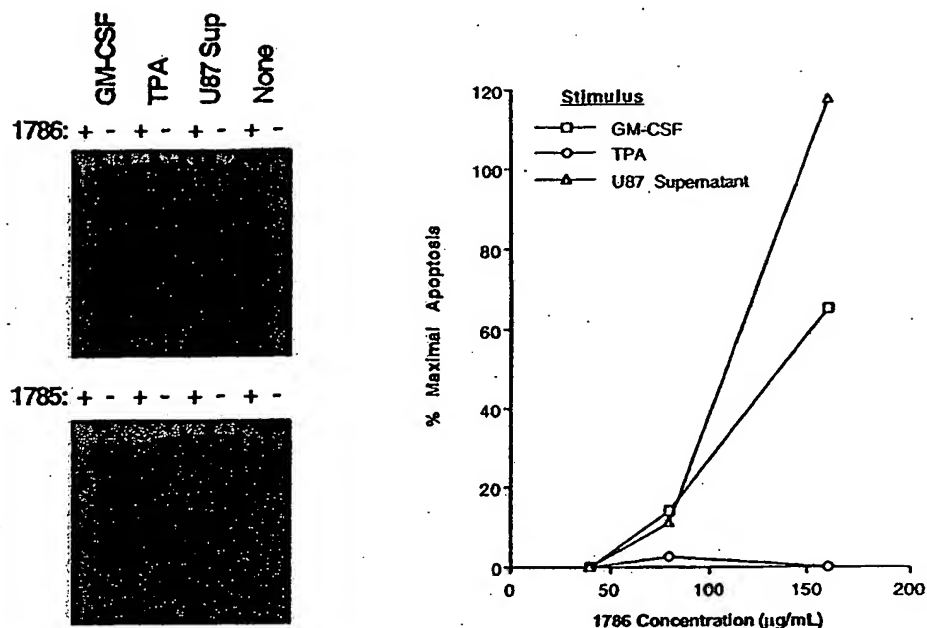 GM-CSF
TPA
U87 Sup
None
1786: + - + - + - + -
1785: + - + - + - + -
Stimulus
GM-CSF
TPA
U87 Supernatant
% Maximal Apoptosis
120
100
80
60
40
20
0
0 50 100 150 200
1786 Concentration (µg/mL)